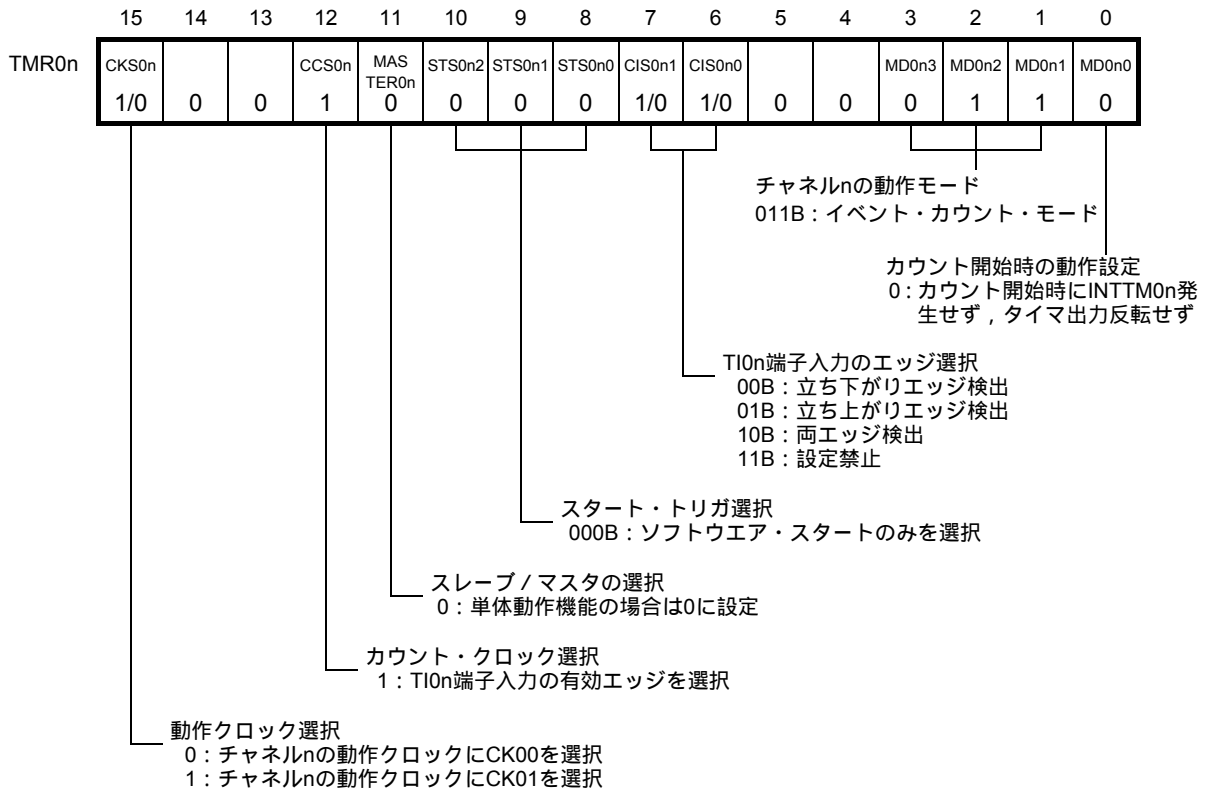 15 14 13 12 11 10 9 8 7 6 5 4 3 2 1 0
TMR0n
CKS0n CCS0n MAS TER0n STS0n2 STS0n1 STS0n0 CIS0n1 CIS0n0 MD0n3 MD0n2 MD0n1 MD0n0
1/0 0 0 1 0 0 0 0 1/0 1/0 0 0 0 1 1 0
チャネルnの動作モード
011B：イベント・カウント・モード
カウント開始時の動作設定
0：カウント開始時にINTTM0n発
生せず，タイマ出力反転せず
TI0n端子入力のエッジ選択
00B：立ち下がりエッジ検出
01B：立ち上がりエッジ検出
10B：両エッジ検出
11B：設定禁止
スタート・トリガ選択
000B：ソフトウエア・スタートのみを選択
スレーブ／マスタの選択
0：単体動作機能の場合は0に設定
カウント・クロック選択
1：TI0n端子入力の有効エッジを選択
動作クロック選択
0：チャネルnの動作クロックにCK00を選択
1：チャネルnの動作クロックにCK01を選択